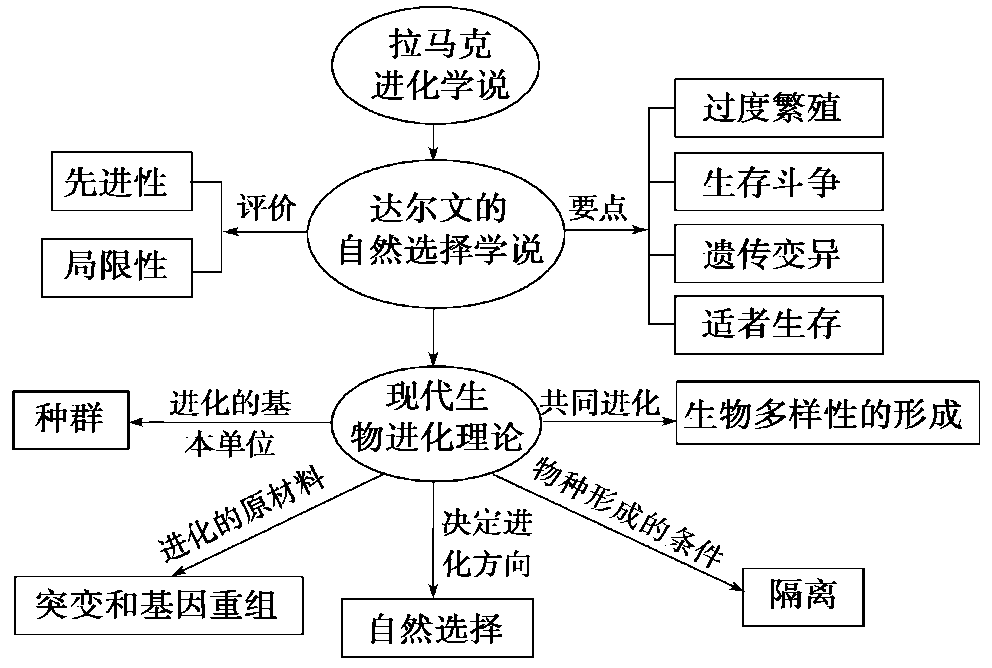 拉马克
进化学说
过度繁殖
先进性
评价
达尔文的
自然选择学说
要点
生存斗争
局限性
遗传变异
适者生存
种群
进化的基
本单位
现代生
物进化理论
共同进化
生物多样性的形成
进化的原材料
决定进
化方向
物种形成的条件
突变和基因重组
自然选择
隔离